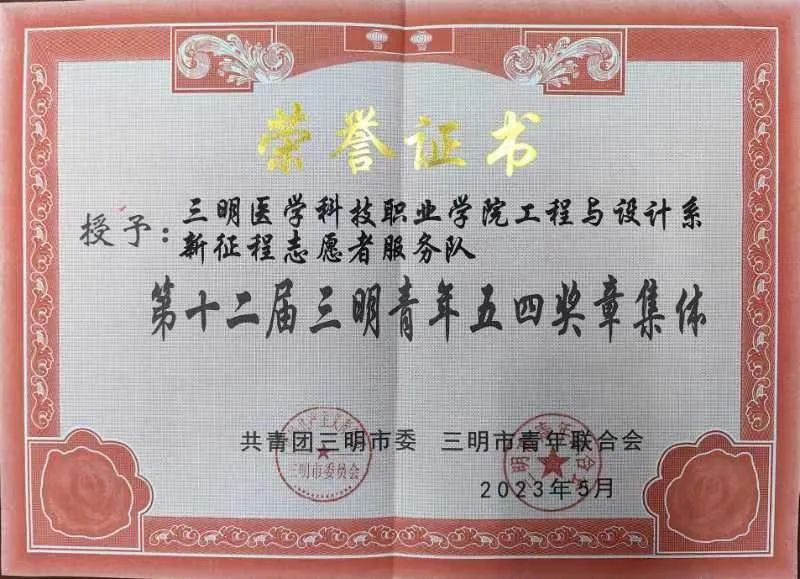 荣誉证书
授予：三明医学科技职业学院工程与设计系
新征程志愿者服务队
第十二届三明青年五四奖章集体
共青团三明市委 三明市青年联合会
三明市委员会
2023年5月